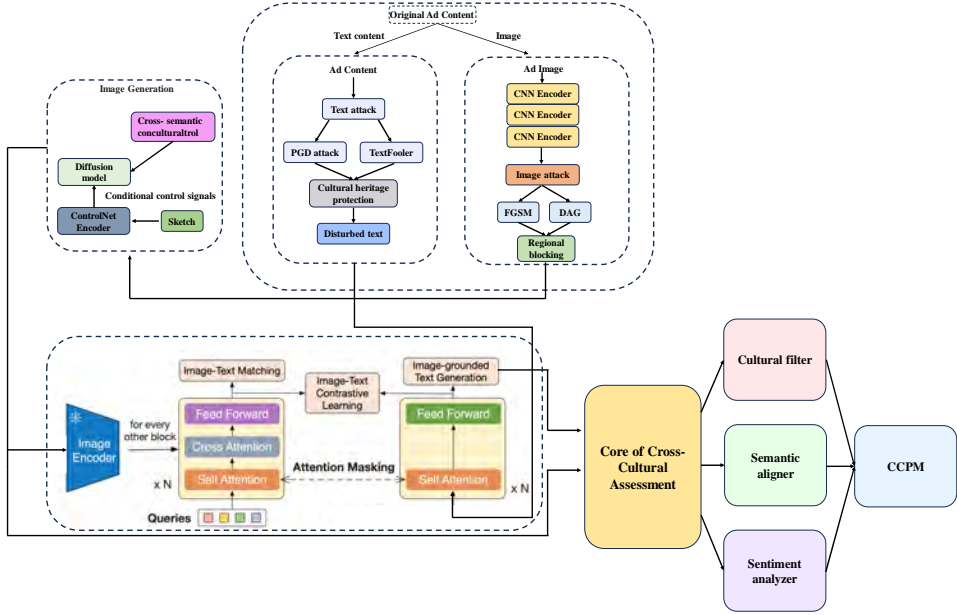 Original Ad Content
Text content
Image
Ad Content
Text attack
PGD attack
TextFooler
Cultural heritage
protection
Disturbed text
Ad Image
CNN Encoder
CNN Encoder
CNN Encoder
Image attack
FGSM
DAG
Regional
blocking
Image Generation
Cross- semantic
conculturaltrol
Diffusion
model
Conditional control signals
ControlNet
Encoder
Sketch
Image-Text Matching
Image-Text
Contrastive
Learning
Image-grounded
Text Generation
Image
Encoder
for every
other block
Feed Forward
Cross Attention
Self Attention
x N
Queries
Attention Masking
Feed Forward
Self Attention
x N
Core of Cross-
Cultural
Assessment
Cultural filter
Semantic
aligner
Sentiment
analyzer
CCPM